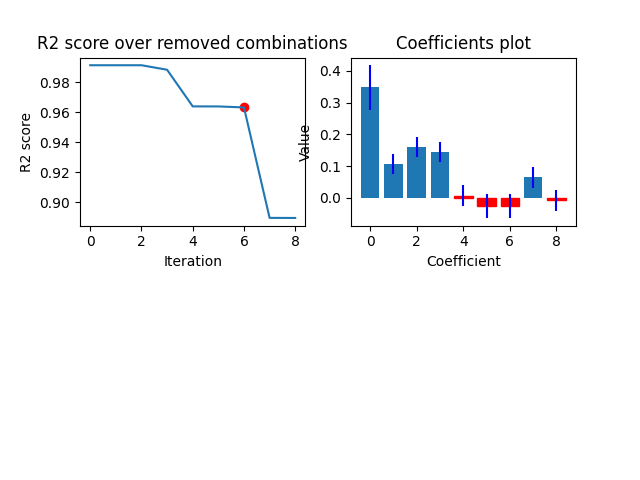 R2 score over removed combinations
R2 score
0.98
0.96
0.94
0.92
0.90
0 2 4 6 8
Iteration
Coefficients plot
Value
0.4
0.3
0.2
0.1
0.0
0 2 4 6 8
Coefficient